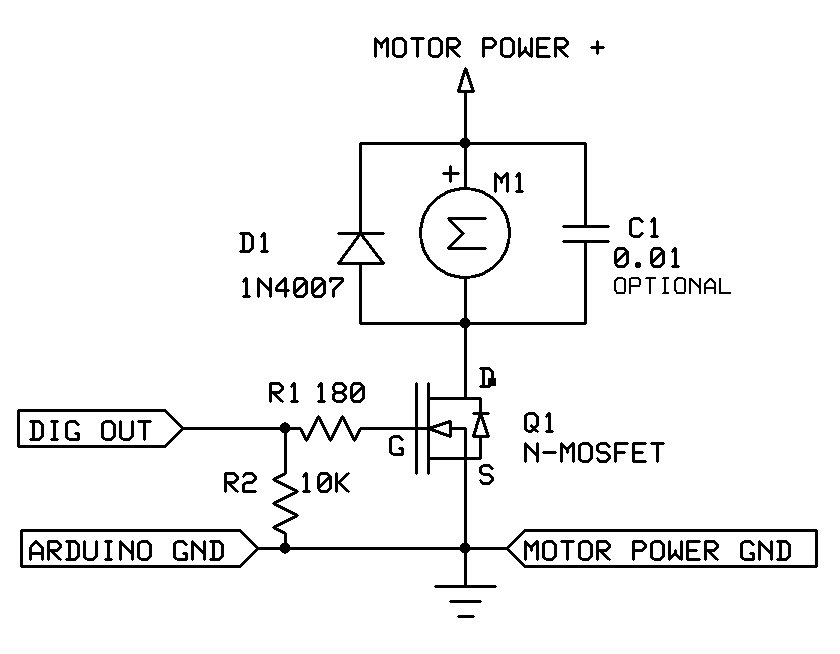 MOTOR POWER +
+
M1
D1
1N4007
C1
0.01
OPTIONAL
D
R1 180
DIG OUT
G
Q1
N-MOSFET
R2 10K
S
ARDUINO GND
MOTOR POWER GND